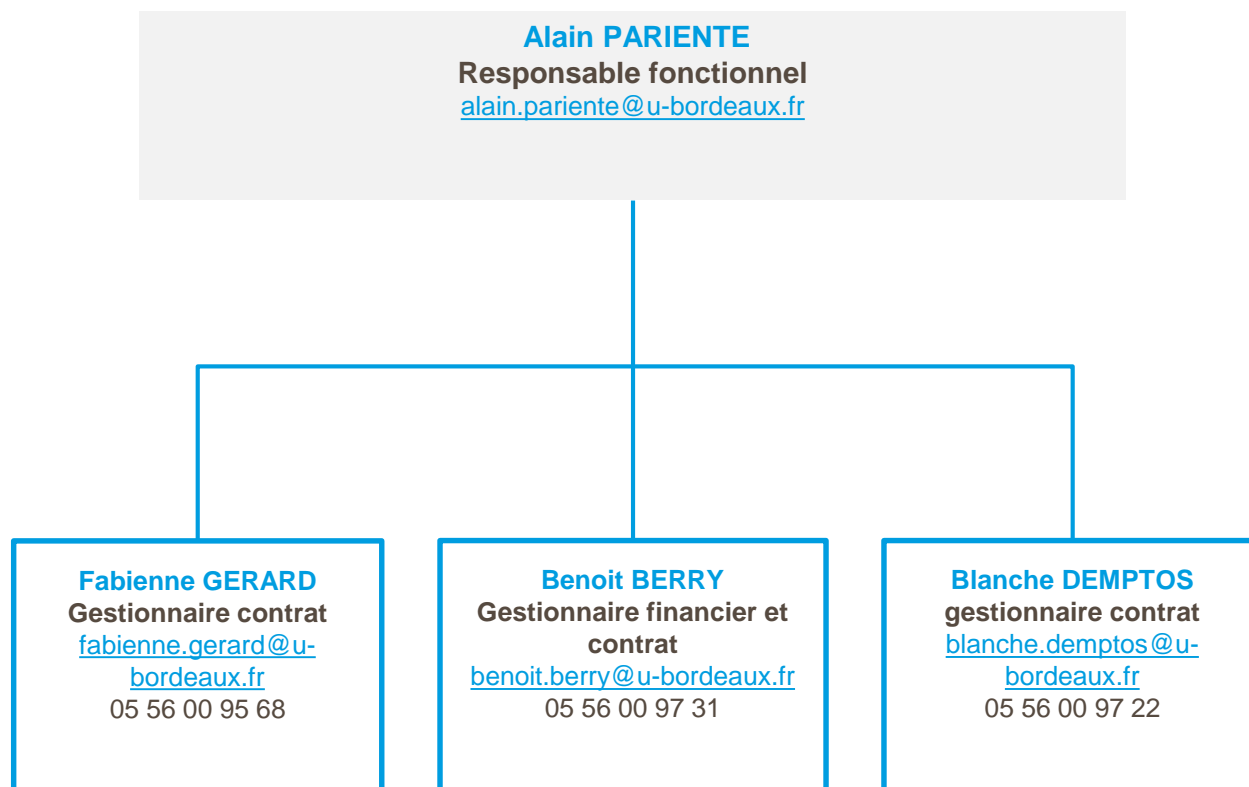 Alain PARIENTE
Responsable fonctionnel
alain.pariente@u-bordeaux.fr
Fabienne GERARD
Gestionnaire contrat
fabienne.gerard@u-
bordeaux.fr
05 56 00 95 68
Benoit BERRY
Gestionnaire financier et
contrat
benoit.berry@u-bordeaux.fr
05 56 00 97 31
Blanche DEMPTOS
gestionnaire contrat
blanche.demptos@u-
bordeaux.fr
05 56 00 97 22